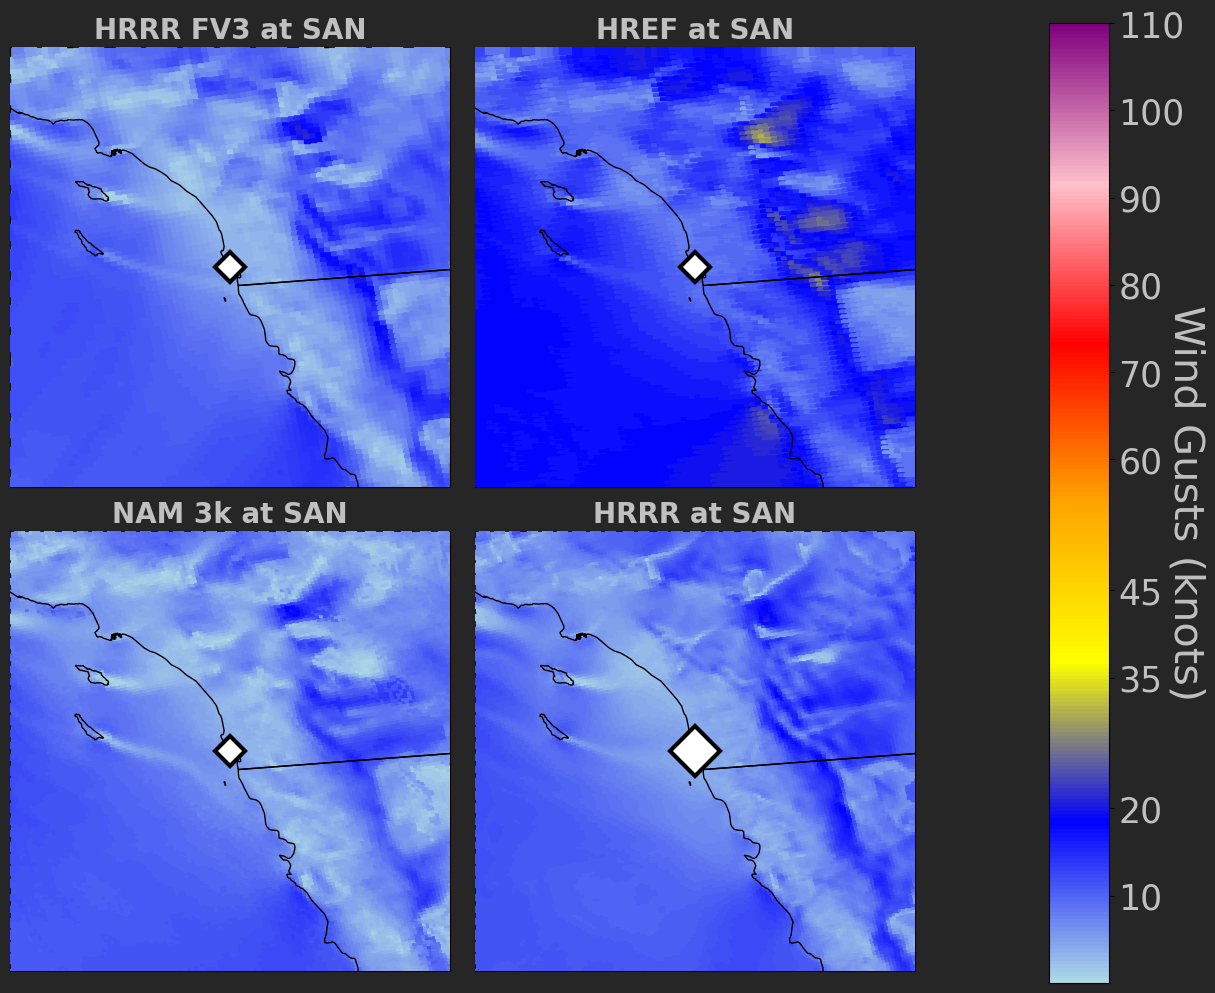 HRRR FV3 at SAN
HREF at SAN
NAM 3k at SAN
HRRR at SAN
110
100
90
80
70
60
45
35
20
10
Wind Gusts (knots)